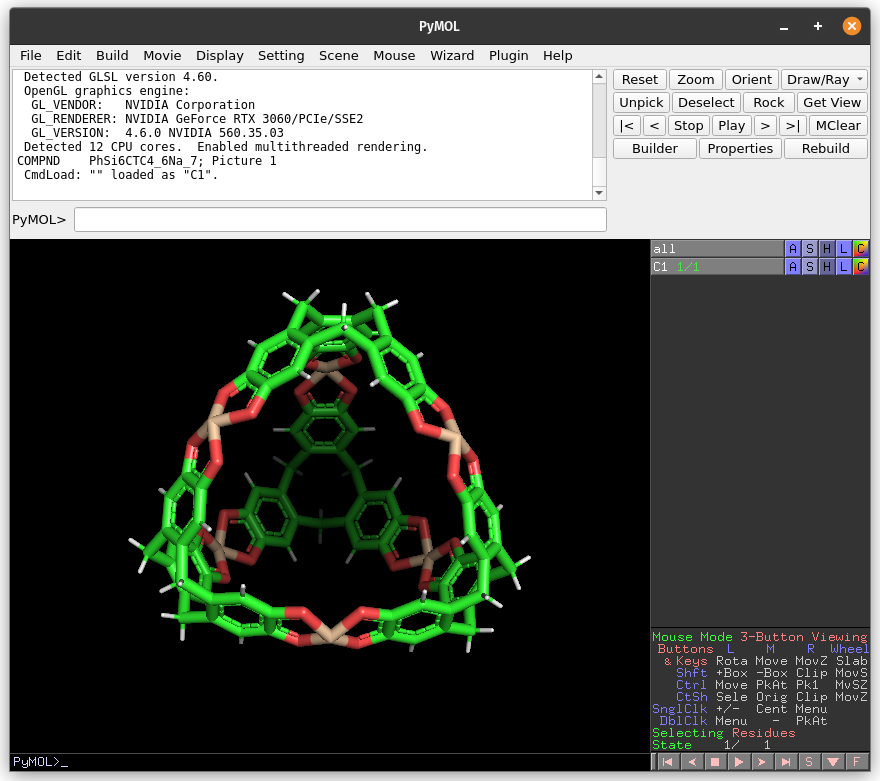 PyMOL
File Edit Build Movie Display Setting Scene Mouse Wizard Plugin Help
Detected GLSL version 4.60.
OpenGL graphics engine:
GL_VENDOR: NVIDIA Corporation
GL_RENDERER: NVIDIA GeForce RTX 3060/PCIe/SSE2
GL_VERSION: 4.6.0 NVIDIA 560.35.03
Detected 12 CPU cores. Enabled multithreaded rendering.
COMPND PhSi6CTC4_6Na_7; Picture 1
CmdLoad: "" loaded as "C1".
PyMOL>
Reset Zoom Orient Draw/Ray
Unpick Deselect Rock Get View
|< < Stop Play > >| MClear
Builder Properties Rebuild
all A S H L C
C1 1/1 A S H L C
Mouse Mode 3-Button Viewing
Buttons L M R Wheel
& Keys Rota Move MovZ Slab
Shft +Box -Box Clip MovS
Ctrl Move PkAt Pk1 MvSZ
CtSh Sele Orig Clip MovZ
SnglClk +/- Cent Menu
DblClk Menu - PkAt
Selecting Residues
State 1/ 1
PyMOL>_
S F